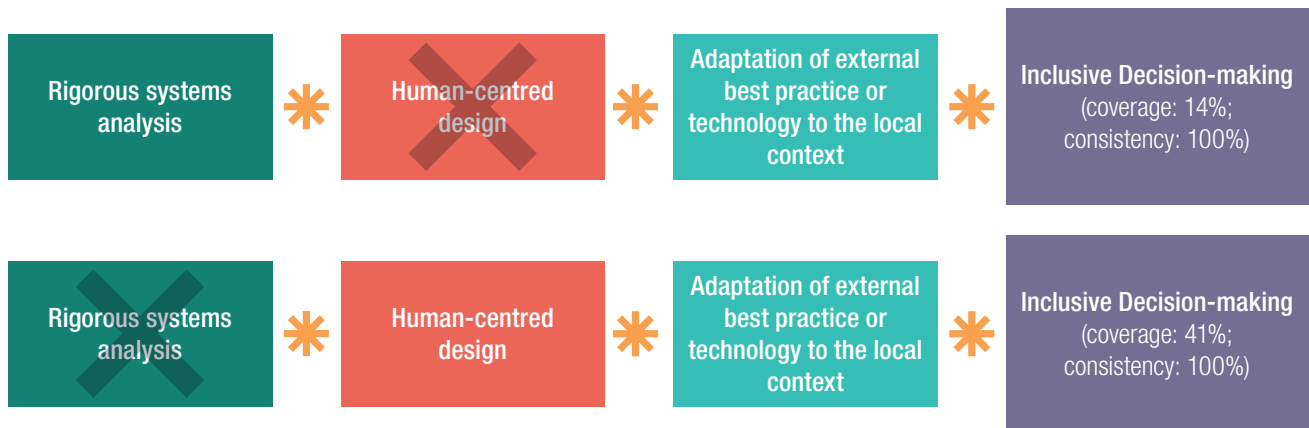 Rigorous systems
analysis
Human-centred
design
Adaptation of external
best practice or
technology to the local
context
Inclusive Decision-making
(coverage: 14%;
consistency: 100%)
Rigorous systems
analysis
Human-centred
design
Adaptation of external
best practice or
technology to the local
context
Inclusive Decision-making
(coverage: 41%;
consistency: 100%)